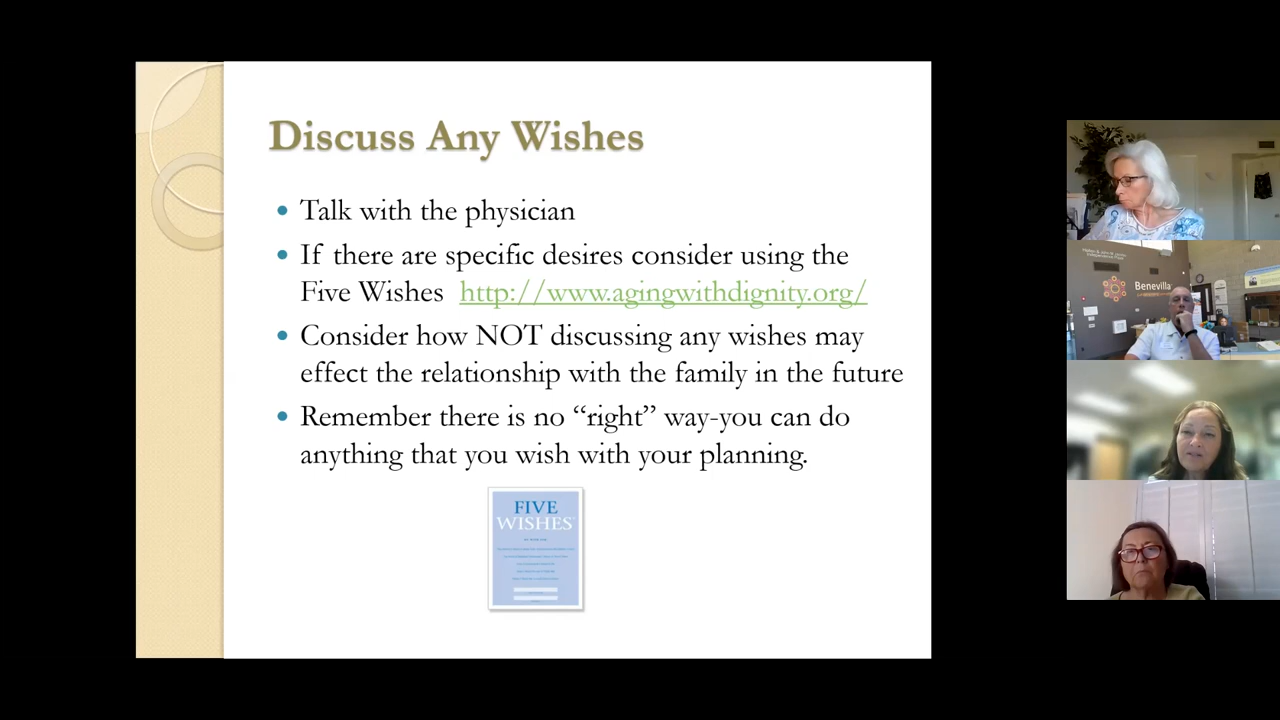 Discuss Any Wishes
Talk with the physician
If there are specific desires consider using the
Five Wishes http://www.agingwithdignity.org/
Consider how NOT discussing any wishes may
effect the relationship with the family in the future
Remember there is no “right” way-you can do
anything that you wish with your planning.
FIVE
WISHES
Benevilla